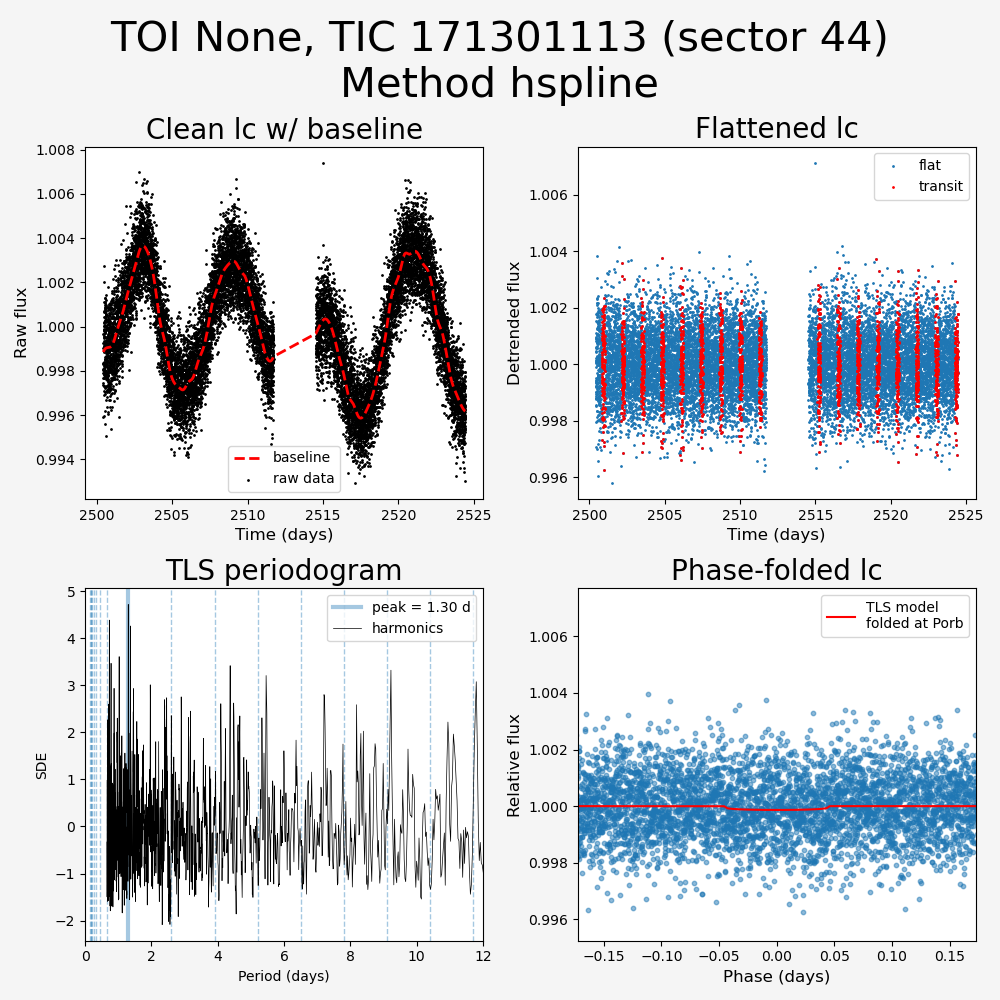 TOI None, TIC 171301113 (sector 44)
Method hspline
Clean lc w/ baseline
1.008
1.006
1.004
1.002
1.000
0.998
0.996
0.994
Raw flux
baseline
raw data
2500
2505
2510
2515
2520
2525
Time (days)
Flattened lc
flat
transit
1.006
1.004
1.002
1.000
0.998
0.996
Detrended flux
2500
2505
2510
2515
2520
2525
Time (days)
TLS periodogram
peak = 1.30 d
harmonics
5
4
3
2
1
0
−1
−2
SDE
0
2
4
6
8
10
12
Period (days)
Phase-folded lc
TLS model
folded at Porb
1.006
1.004
1.002
1.000
0.998
0.996
Relative flux
−0.15
−0.10
−0.05
0.00
0.05
0.10
0.15
Phase (days)